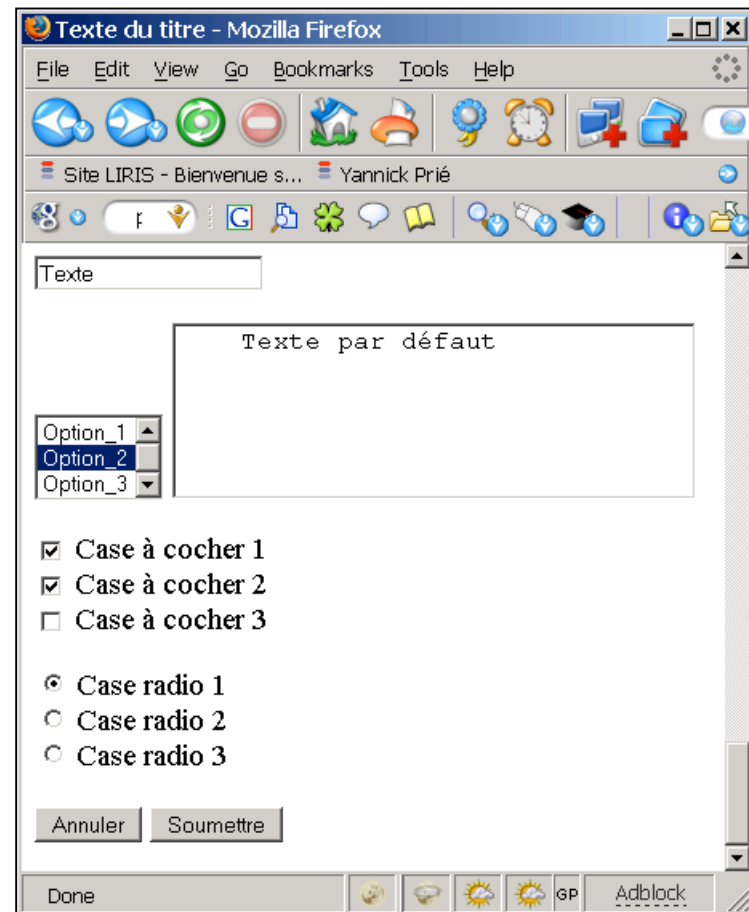 Texte du titre - Mozilla Firefox
File Edit View Go Bookmarks Tools Help
Site LIRIS - Bienvenue s... Yannick Prié
G
Texte
Texte par défaut
Option_1
Option_2
Option_3
Case à cocher 1
Case à cocher 2
Case à cocher 3
Case radio 1
Case radio 2
Case radio 3
Annuler Soumettre
Done GP Adblock